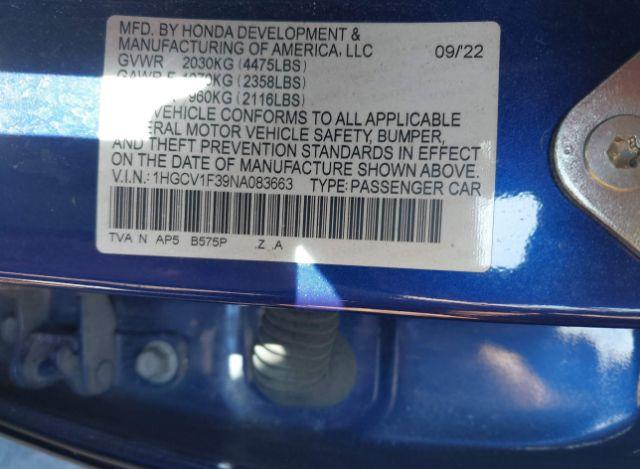 MFD. BY HONDA DEVELOPMENT &
MANUFACTURING OF AMERICA, LLC 09/'22
GVWR 2030KG (4475LBS)
GAWR F (2358LBS)
960KG (2116LBS)
VEHICLE CONFORMS TO ALL APPLICABLE
MOTOR VEHICLE SAFETY, BUMPER,
AND THEFT PREVENTION STANDARDS IN EFFECT
ON THE DATE OF MANUFACTURE SHOWN ABOVE.
V.I.N.: 1HGCV1F39NA083663 TYPE: PASSENGER CAR
TVA N AP5 B575P .Z .A